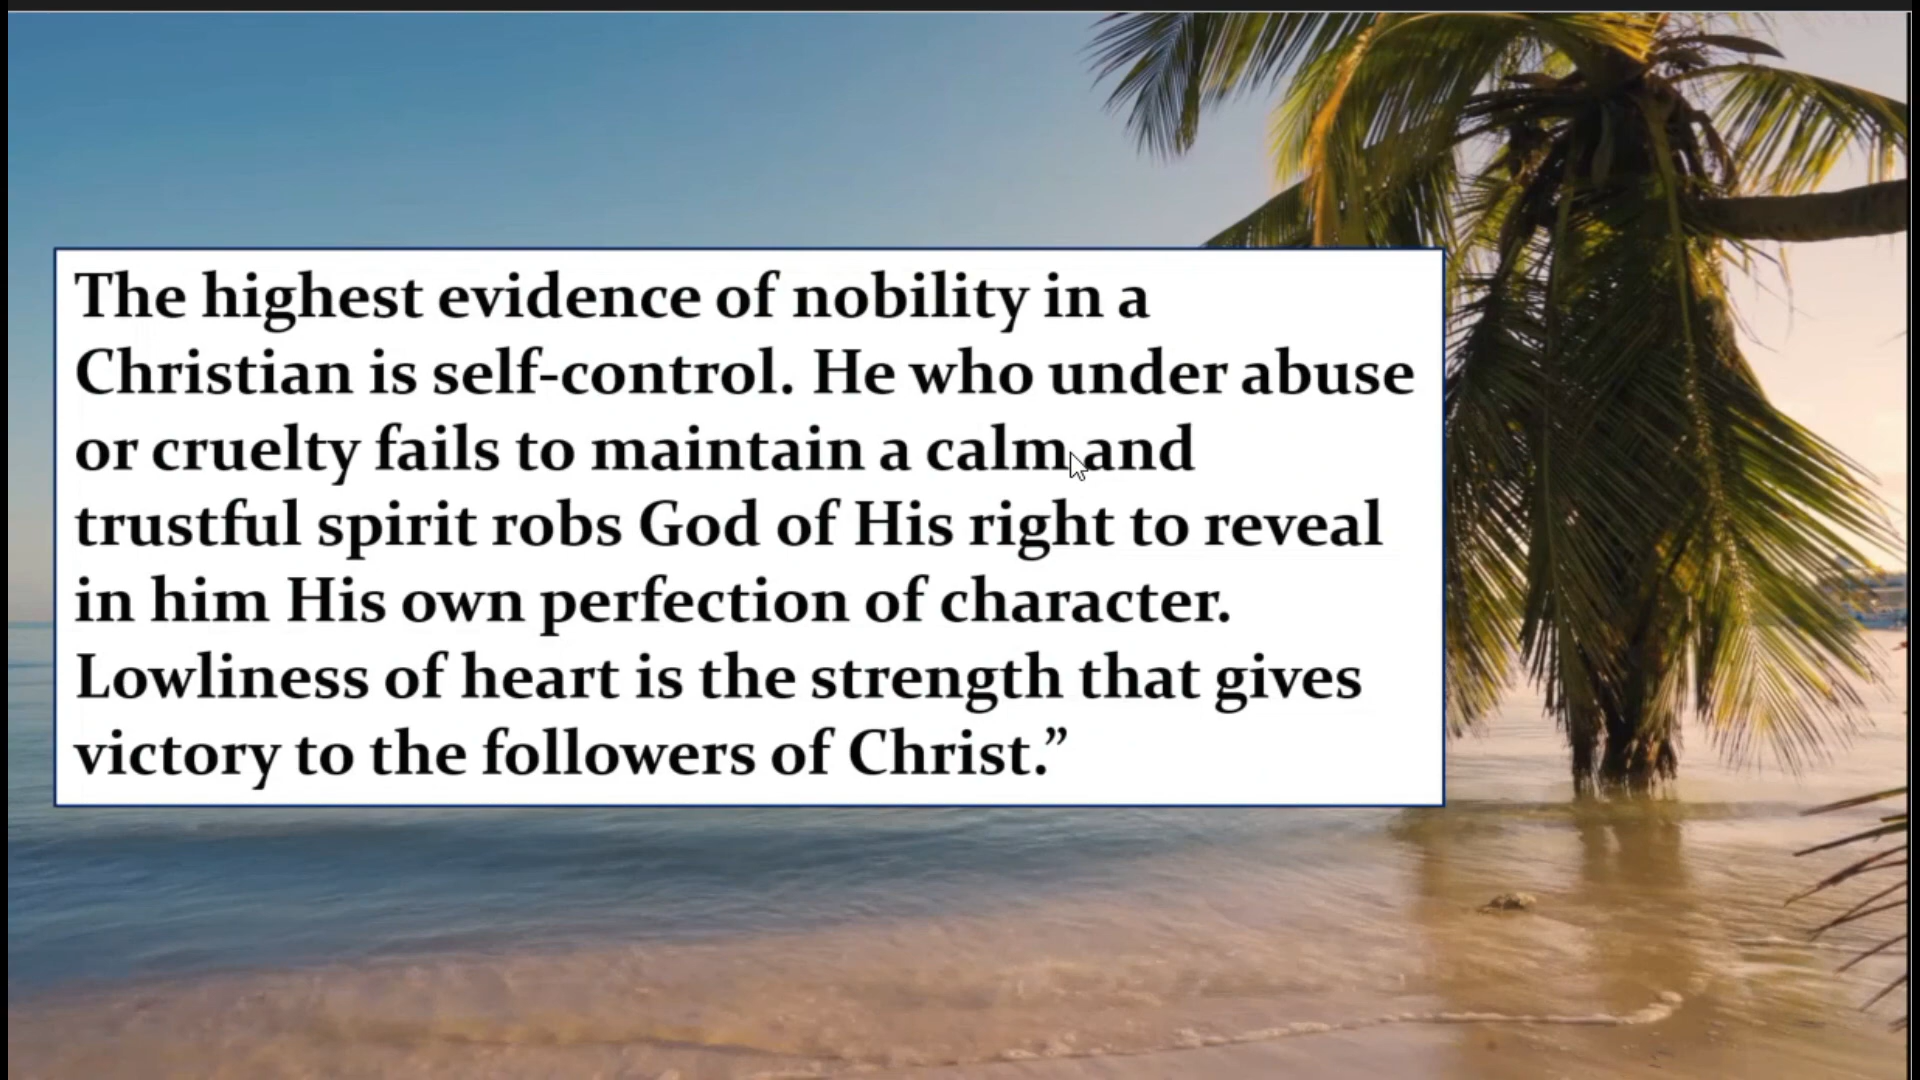 The highest evidence of nobility in a
Christian is self-control. He who under abuse
or cruelty fails to maintain a calm and
trustful spirit robs God of His right to reveal
in him His own perfection of character.
Lowliness of heart is the strength that gives
victory to the followers of Christ.”